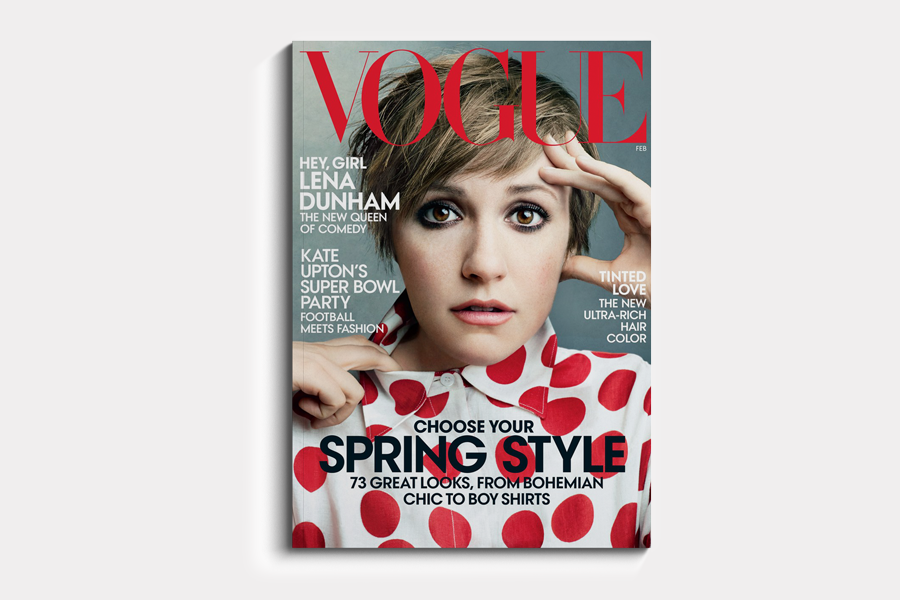 VOGUE
FEB
HEY, GIRL
LENA
DUNHAM
THE NEW QUEEN
OF COMEDY
KATE
UPTON'S
SUPER BOWL
PARTY
FOOTBALL
MEETS FASHION
TINTED
LOVE
THE NEW
ULTRA-RICH
HAIR
COLOR
CHOOSE YOUR
SPRING STYLE
73 GREAT LOOKS, FROM BOHEMIAN
CHIC TO BOY SHIRTS